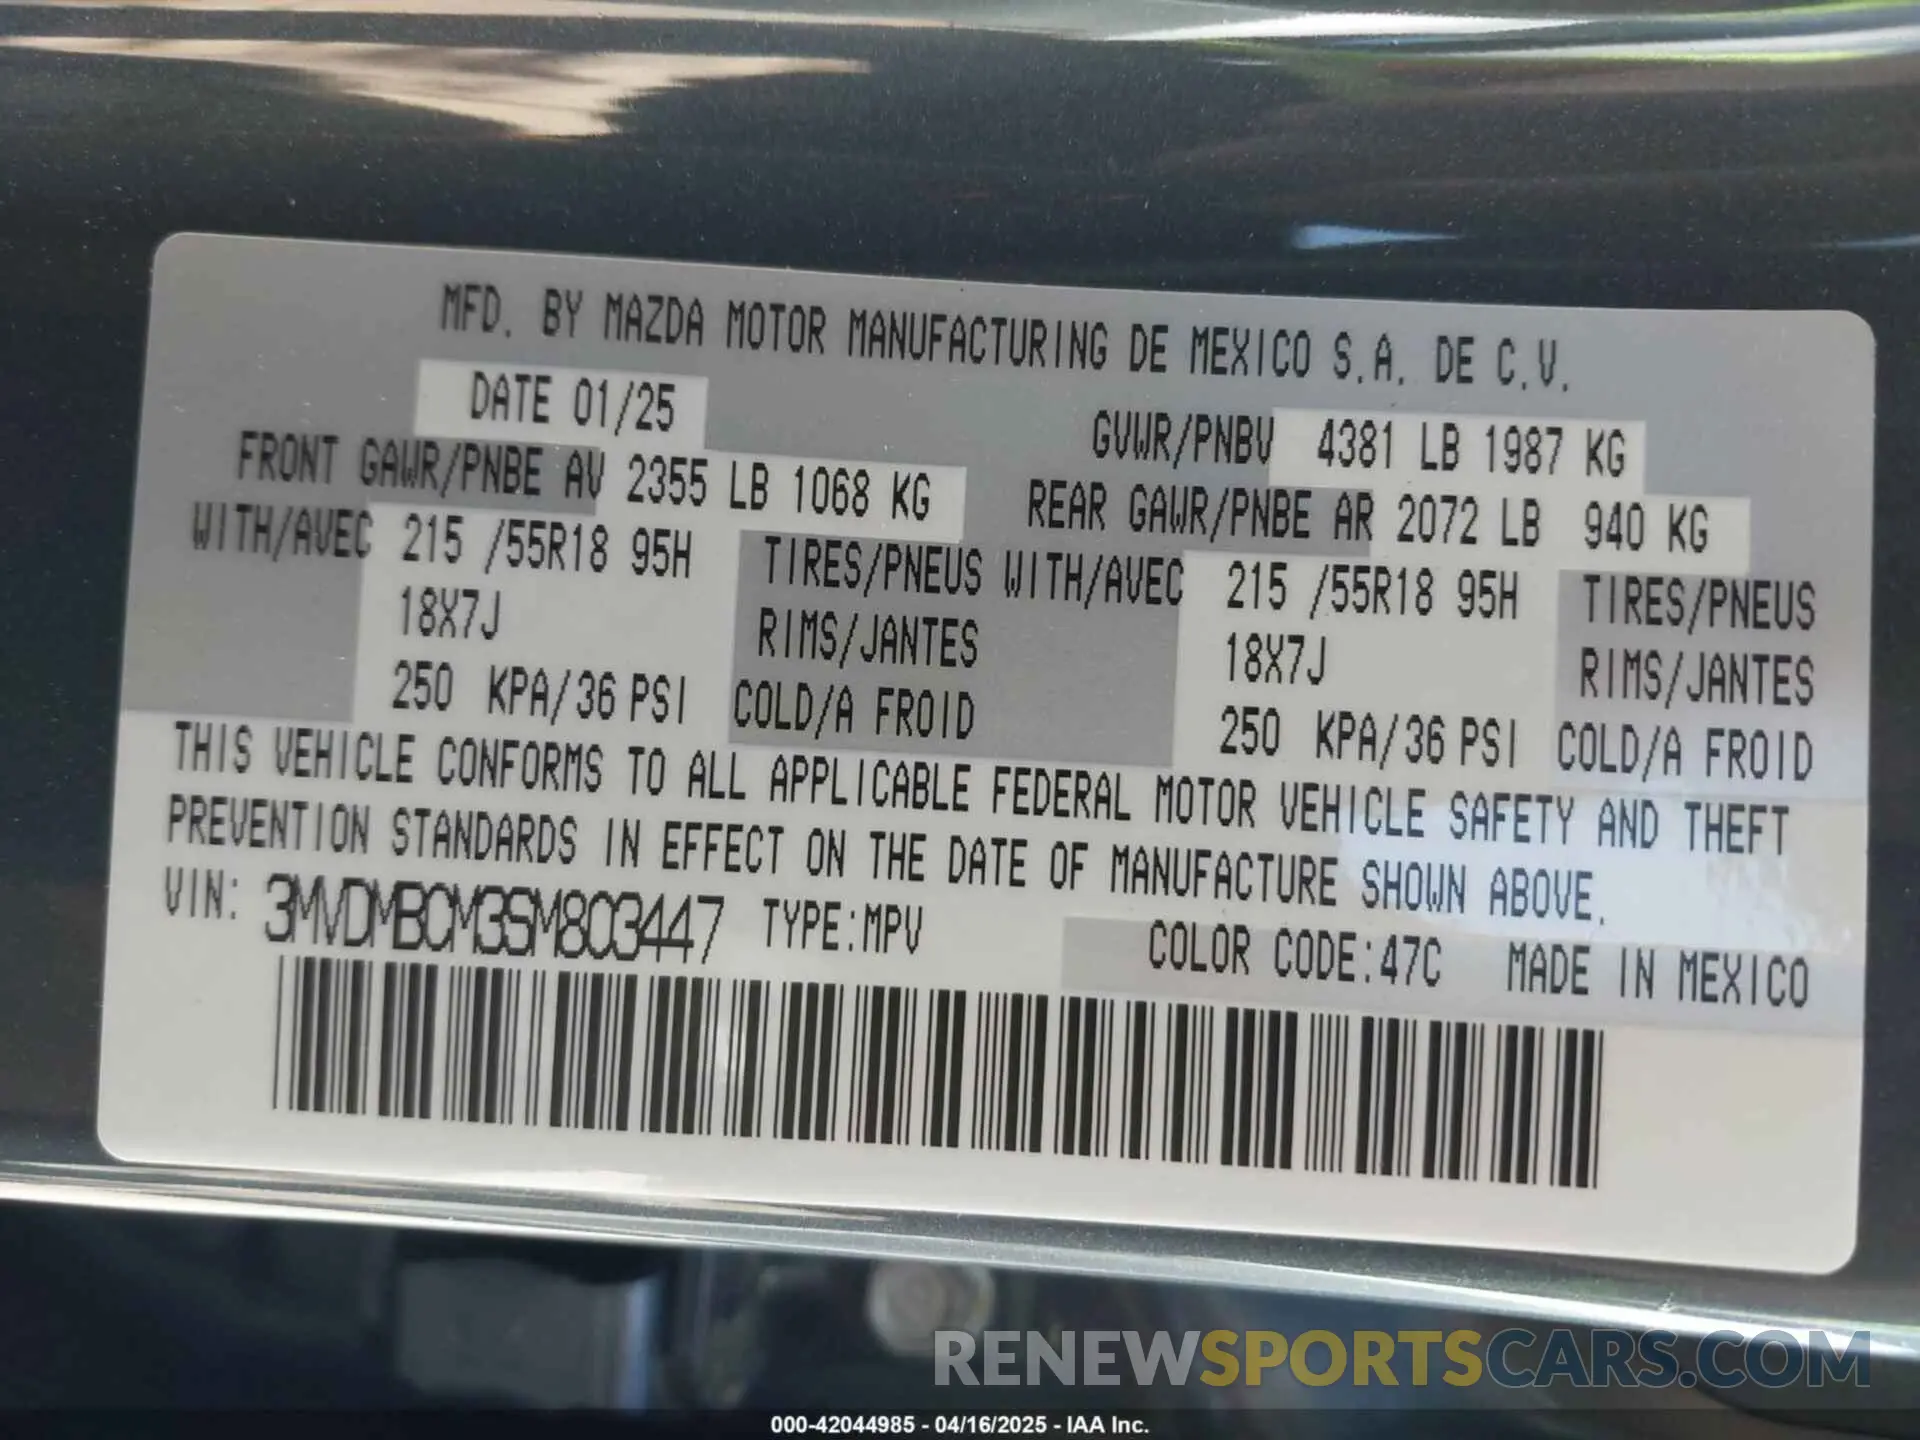 MFD. BY MAZDA MOTOR MANUFACTURING DE MEXICO S.A. DE C.V.
DATE 01/25 GVWR/PNBV 4381 LB 1987 KG
FRONT GAWR/PNBE AV 2355 LB 1068 KG REAR GAWR/PNBE AR 2072 LB 940 KG
WITH/AVEC 215 /55R18 95H TIRES/PNEUS WITH/AVEC 215 /55R18 95H TIRES/PNEUS
18X7J RIMS/JANTES 18X7J RIMS/JANTES
250 KPA/36 PSI COLD/A FROID 250 KPA/36 PSI COLD/A FROID
THIS VEHICLE CONFORMS TO ALL APPLICABLE FEDERAL MOTOR VEHICLE SAFETY AND THEFT
PREVENTION STANDARDS IN EFFECT ON THE DATE OF MANUFACTURE SHOWN ABOVE.
VIN: 3MVDMBCM3SM803447 TYPE:MPV COLOR CODE:47C MADE IN MEXICO
RENEWSPORTSCARS.COM
000-42044985 - 04/16/2025 - IAA Inc.